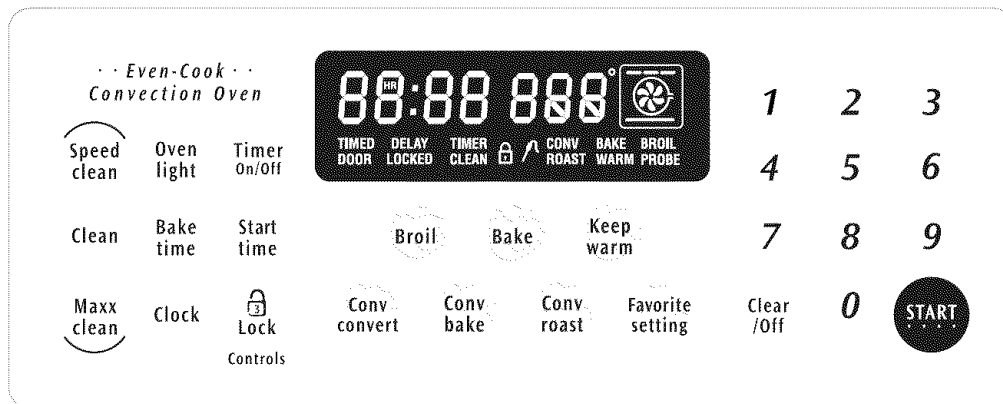 · · Even-Cook · ·
Convection Oven
88:88 888°
HR
TIMED DELAY TIMER CONV BAKE BROIL
DOOR LOCKED CLEAN ROAST WARM PROBE
Speed
clean
Oven
light
Timer
On/Off
Clean
Bake
time
Start
time
Maxx
clean
Clock
3
Lock
Controls
Broil
Bake
Keep
warm
Conv
convert
Conv
bake
Conv
roast
Favorite
setting
1 2 3
4 5 6
7 8 9
Clear
/Off
0
START